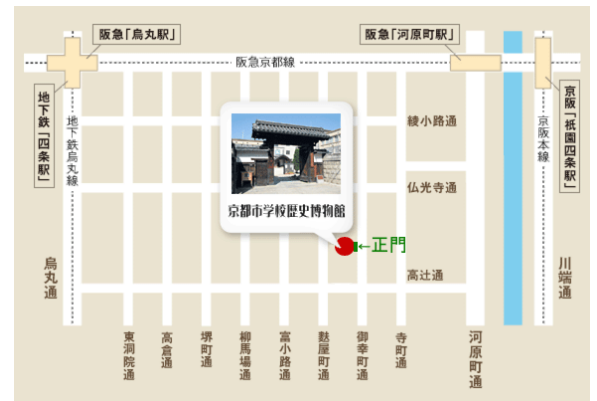 阪急「烏丸駅」
阪急「河原町駅」
阪急京都線
地下鉄「四条駅」
地下鉄烏丸線
綾小路通
京阪本線
京阪「祇園四条駅」
仏光寺通
京都市学校歴史博物館
←正門
烏丸通
高辻通
川端通
東洞院通
高倉通
堺町通
柳馬場通
富小路通
麩屋町通
御幸町通
寺町通
河原町通